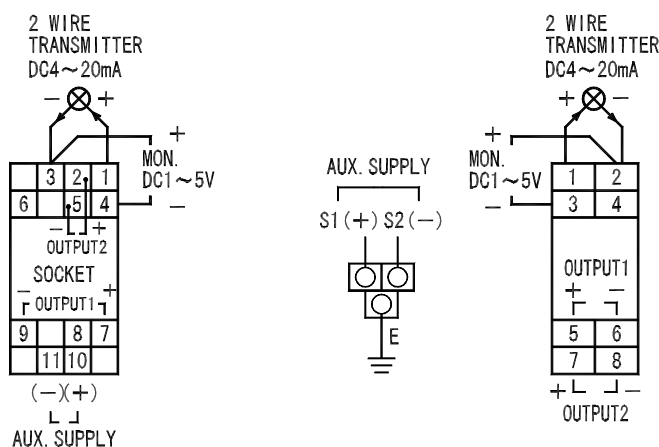 2 WIRE
TRANSMITTER
DC4～20mA
− +
+
MON.
DC1～5V
−
3 2 1
6 5 4
− +
OUTPUT2
SOCKET
− +
OUTPUT1
9 8 7
11 10
(−)(+)
AUX. SUPPLY
AUX. SUPPLY
S1(+) S2(−)
E
2 WIRE
TRANSMITTER
DC4～20mA
+ −
+
MON.
DC1～5V
−
1 2
3 4
OUTPUT1
+ −
5 6
7 8
+ −
OUTPUT2